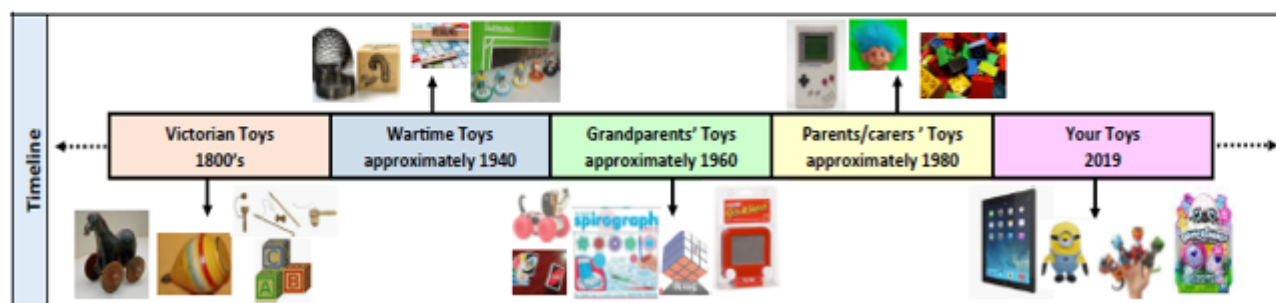 Timeline
Victorian Toys
1800's
Wartime Toys
approximately 1940
Grandparents' Toys
approximately 1960
Parents/carers ' Toys
approximately 1980
Your Toys
2019
spirograph
C
A
B